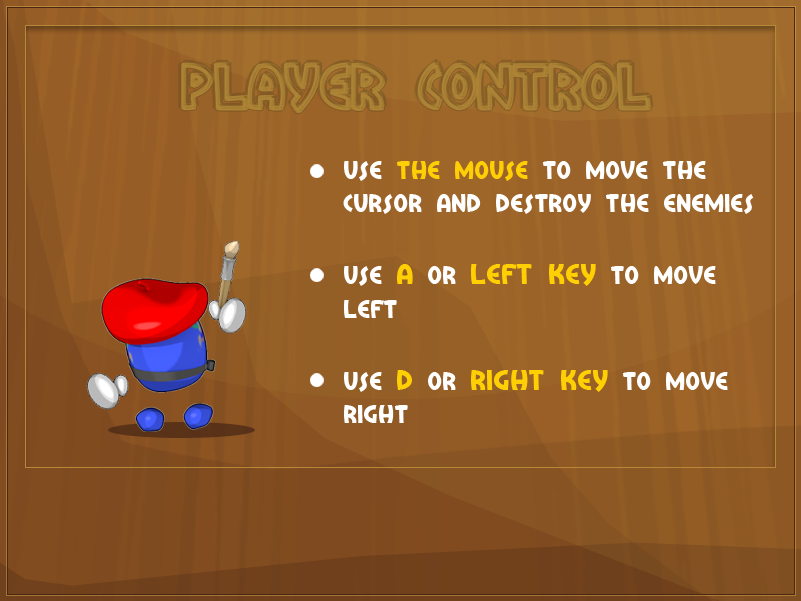 PLAYER CONTROL
USE THE MOUSE TO MOVE THE
CURSOR AND DESTROY THE ENEMIES
USE A OR LEFT KEY TO MOVE
LEFT
USE D OR RIGHT KEY TO MOVE
RIGHT